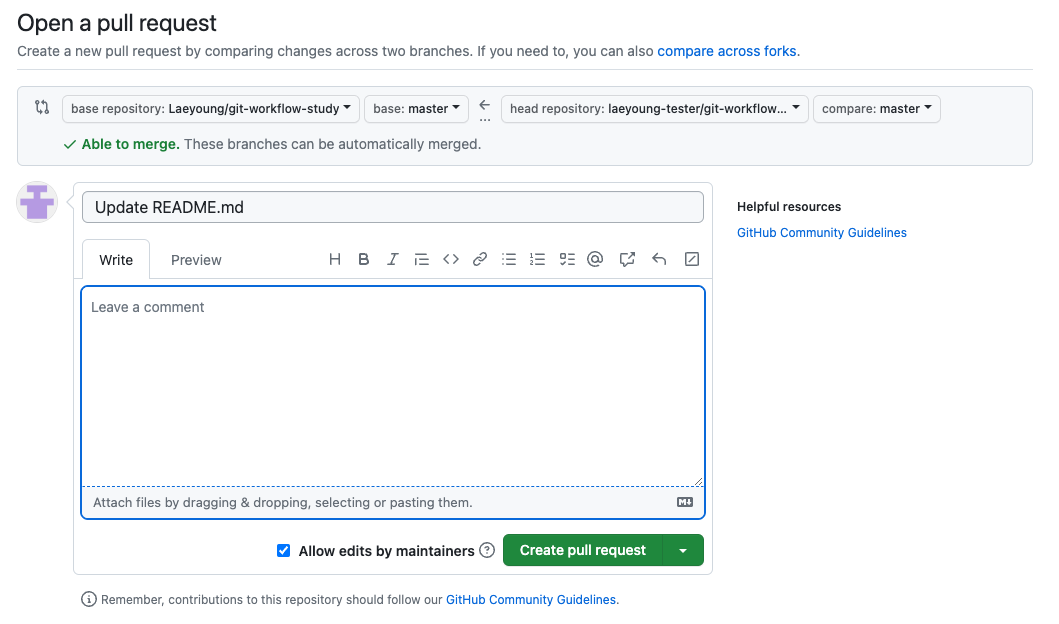 Open a pull request
Create a new pull request by comparing changes across two branches. If you need to, you can also compare across forks.
base repository: Laeyoung/git-workflow-study base: master ← ... head repository: laeyoung-tester/git-workflow... compare: master
Able to merge. These branches can be automatically merged.
Update README.md
Helpful resources
GitHub Community Guidelines
Write Preview
Leave a comment
Attach files by dragging & dropping, selecting or pasting them.
Allow edits by maintainers Create pull request
Remember, contributions to this repository should follow our GitHub Community Guidelines.